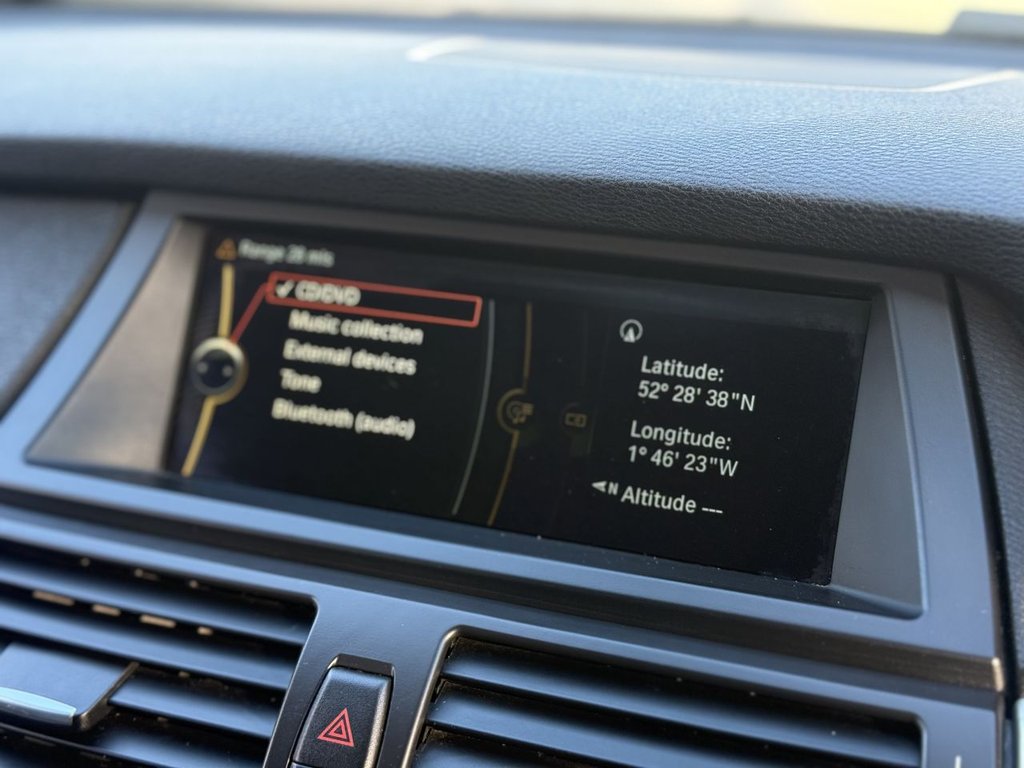 Range 28 mls
CD/DVD
Music collection
External devices
Tone
Bluetooth (audio)
Latitude:
52° 28' 38"N
Longitude:
1° 46' 23"W
N
Altitude ---